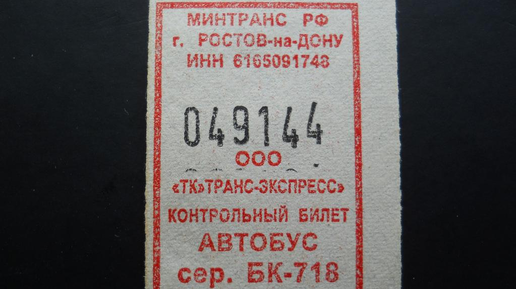 МИНТРАНС РФ
г. РОСТОВ-на-ДОНУ
ИНН 6165091748
049144
ООО
«ТК»ТРАНС-ЭКСПРЕСС»
КОНТРОЛЬНЫЙ БИЛЕТ
АВТОБУС
сер. БК-718